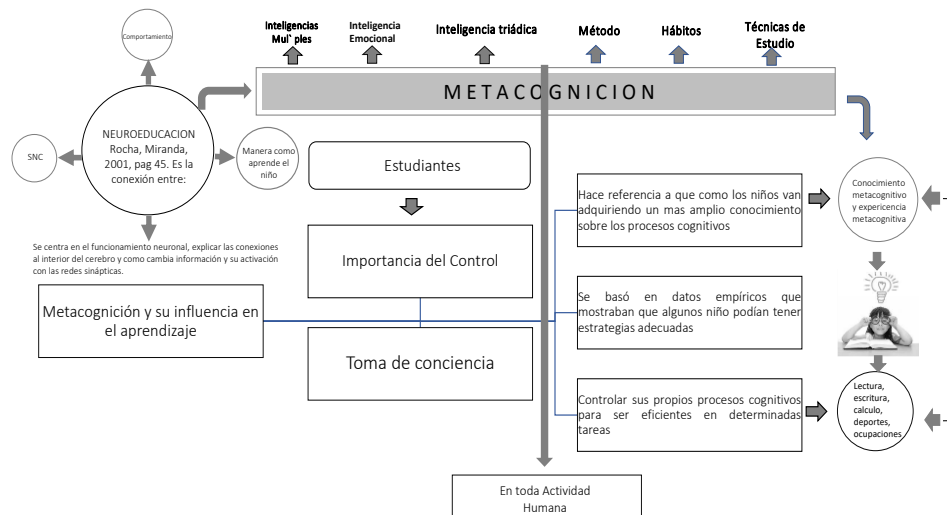 Inteligencias
Mul` ples
Inteligencia
Emocional
Inteligencia triádica
Método
Hábitos
Técnicas de
Estudio
METACOGNICION
Comportamiento
SNC
NEUROEDUCACION
Rocha, Miranda,
2001, pag 45. Es la
conexión entre:
Manera como
aprende el
niño
Se centra en el funcionamiento neuronal, explicar las conexiones
al interior del cerebro y como cambia información y su activación
con las redes sinápticas.
Metacognición y su influencia en
el aprendizaje
Estudiantes
Importancia del Control
Toma de conciencia
Hace referencia a que como los niños van
adquiriendo un mas amplio conocimiento
sobre los procesos cognitivos
Se basó en datos empíricos que
mostraban que algunos niño podían tener
estrategias adecuadas
Controlar sus propios procesos cognitivos
para ser eficientes en determinadas
tareas
Conocimiento
metacognitivo
y expericencia
metacognitiva
Lectura,
escritura,
calculo,
deportes,
ocupaciones
En toda Actividad
Humana